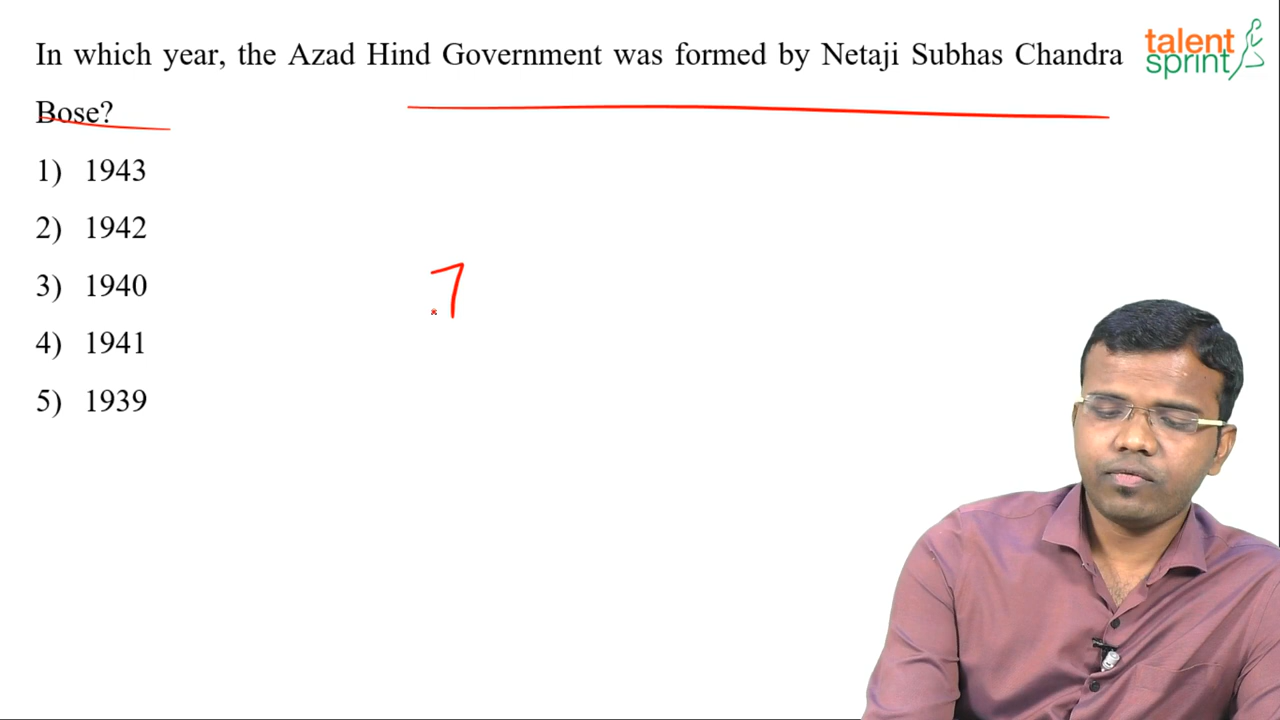 In which year, the Azad Hind Government was formed by Netaji Subhas Chandra
Bose?
1) 1943
2) 1942
3) 1940
4) 1941
5) 1939
7
talent
sprint